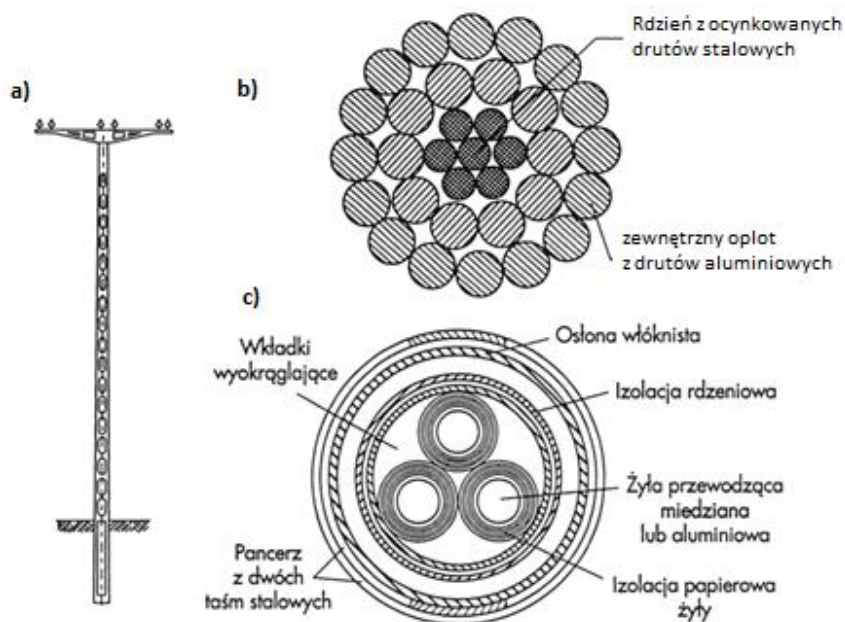 a)
b)
Rdzień z ocynkowanych
drutów stalowych
zewnętrzny oplot
z drutów aluminiowych
c)
Wkładki
wyokrąglające
Osłona włóknista
Izolacja rdzeniowa
Żyła przewodząca
miedziana
lub aluminiowa
Pancerz
z dwóch
taśm stalowych
Izolacja papierowa
żyły